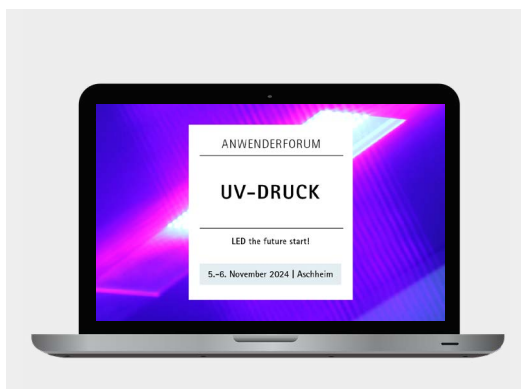 ANWENDERFORUM
UV-DRUCK
LED the future start!
5.-6. November 2024 | Aschheim